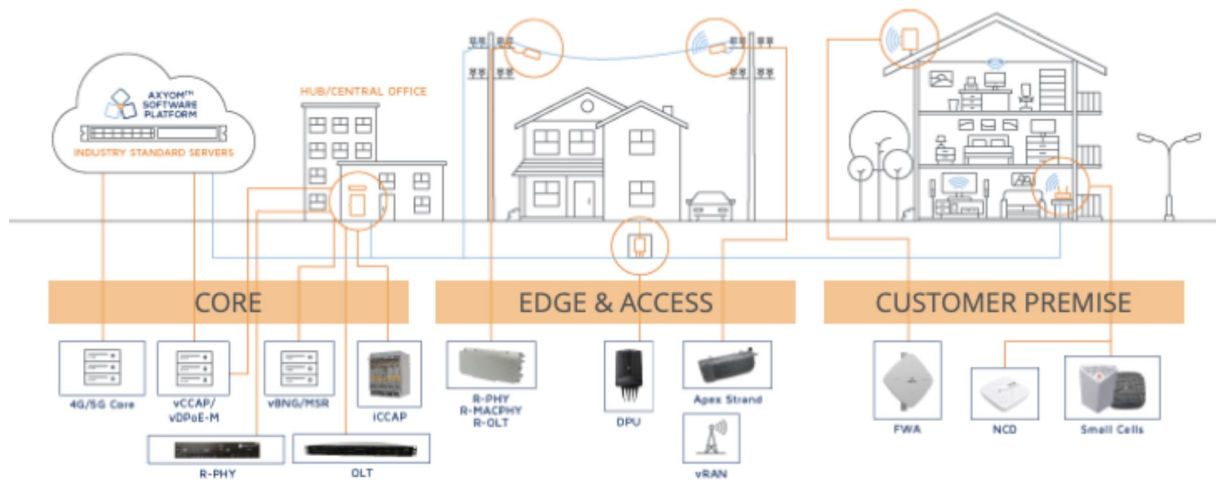 AXYOM™
SOFTWARE
PLATFORM
INDUSTRY STANDARD SERVERS
HUB/CENTRAL OFFICE
CORE
EDGE & ACCESS
CUSTOMER PREMISE
4G/5G Core
vCCAP/
vDPoE-M
vBNG/MSR
iCCAP
R-PHY
R-MACPHY
R-OLT
DPU
Apex Strand
FWA
NCD
Small Cells
R-PHY
OLT
vRAN